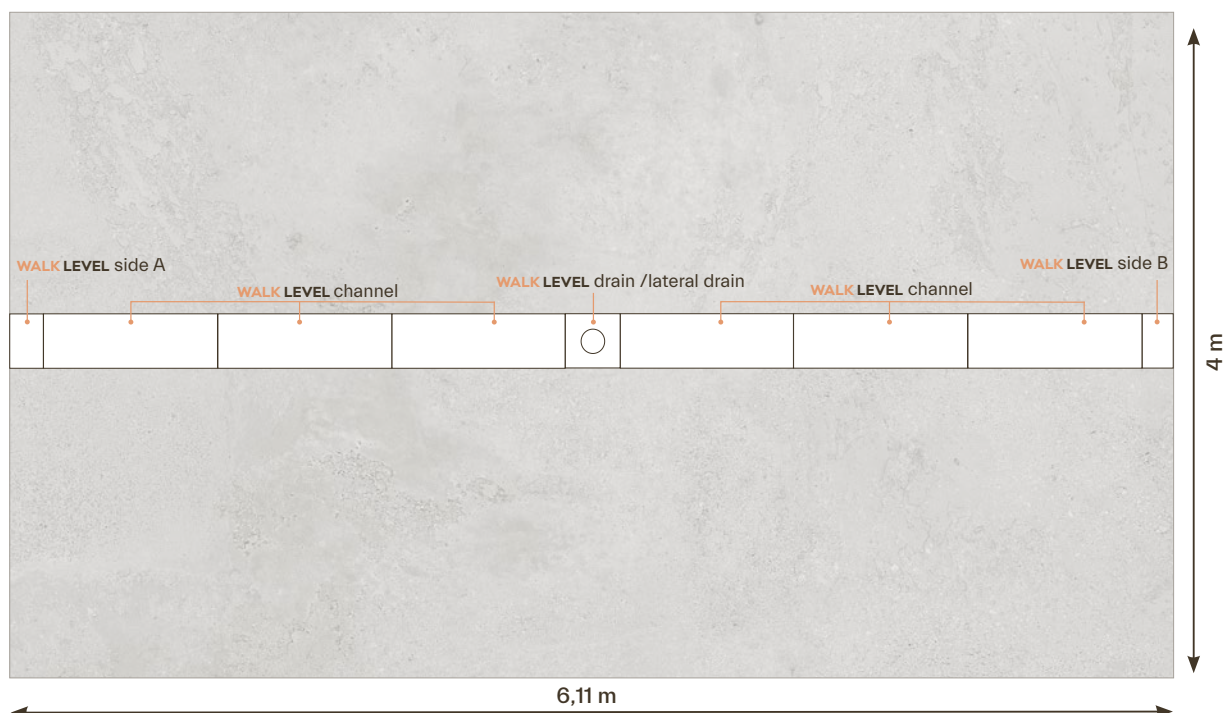 WALK LEVEL side A
WALK LEVEL channel
WALK LEVEL drain /lateral drain
WALK LEVEL channel
WALK LEVEL side B
4 m
6,11 m